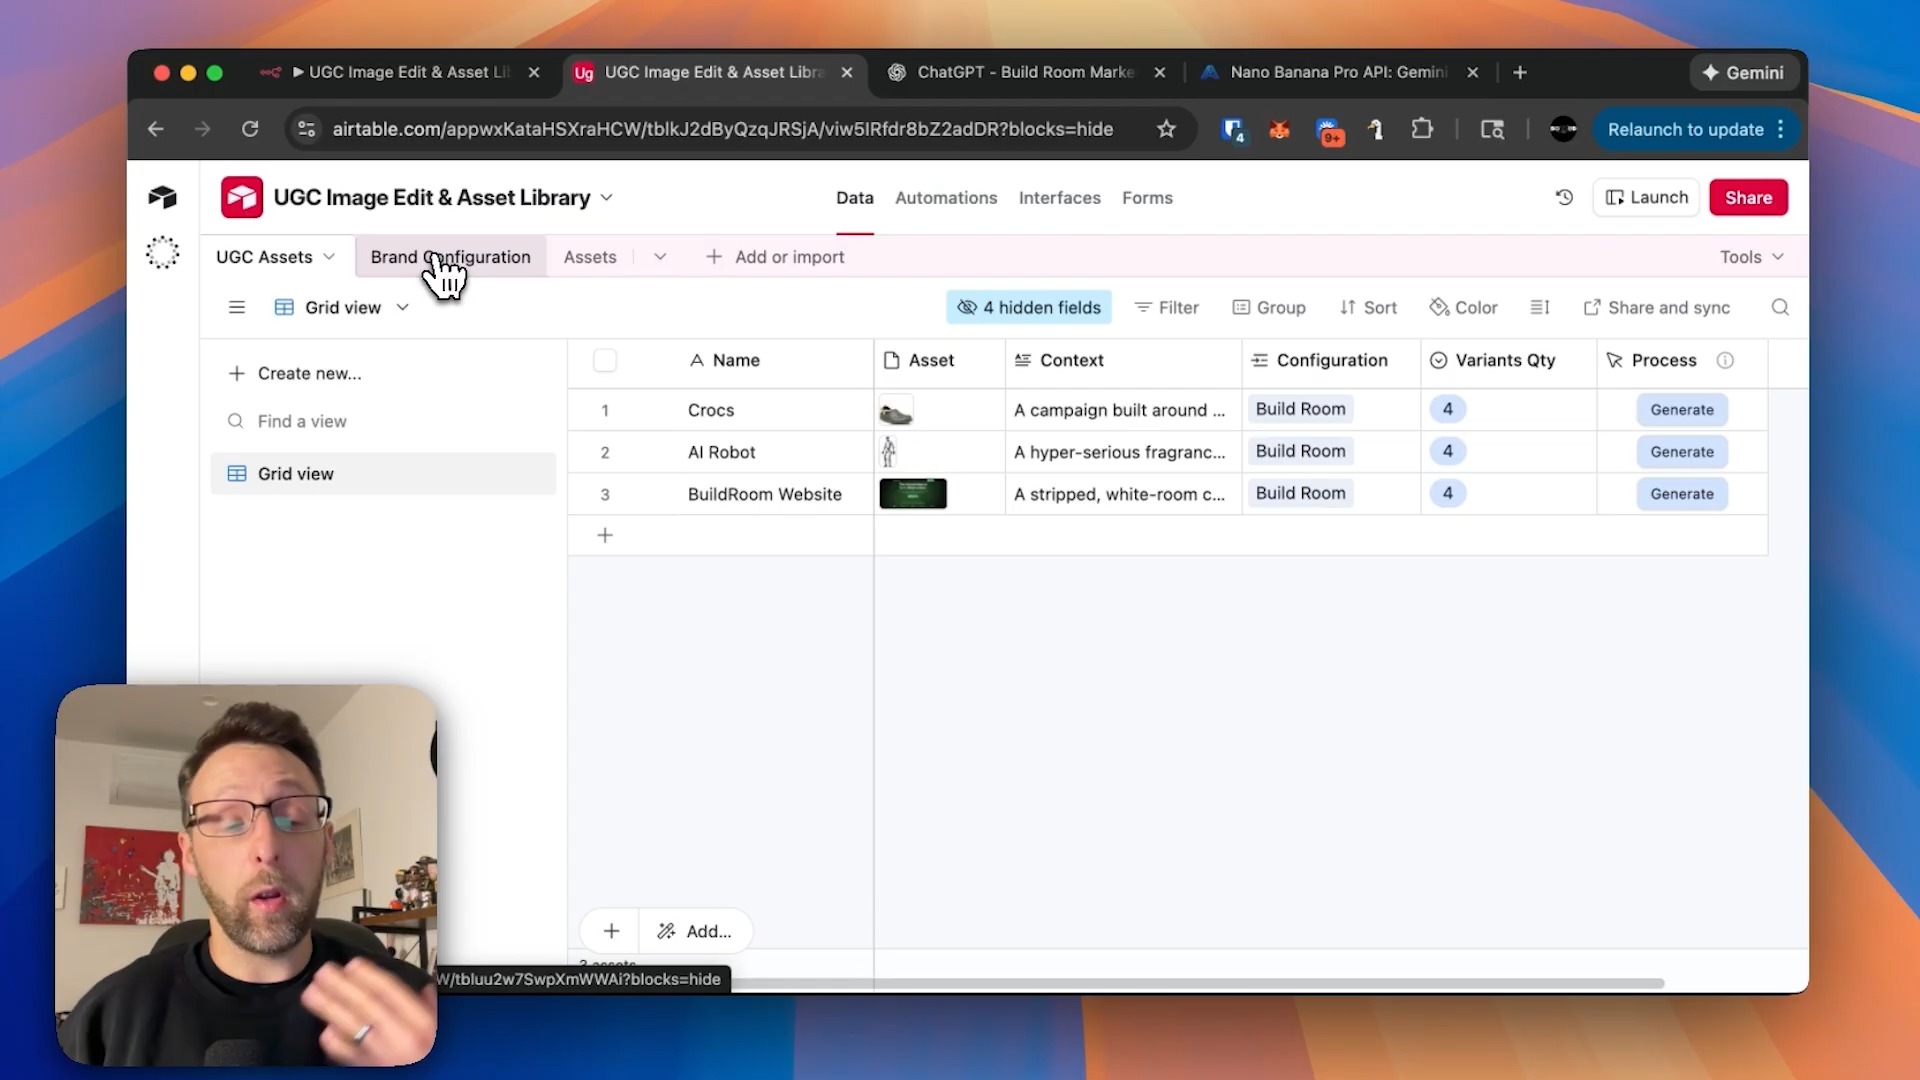 UGC Image Edit & Asset Li
Ug UGC Image Edit & Asset Libra
ChatGPT - Build Room Marke
Nano Banana Pro API: Gemini
Gemini
airtable.com/appwxKataHSXraHCW/tblkJ2dByQzqJRSjA/viw5IRfdr8bZ2adDR?blocks=hide
4
9+
Relaunch to update
UGC Image Edit & Asset Library
Data
Automations
Interfaces
Forms
Launch
Share
UGC Assets
Brand Configuration
Assets
Add or import
Tools
Grid view
4 hidden fields
Filter
Group
Sort
Color
Share and sync
Create new...
Find a view
Grid view
Name Asset Context Configuration Variants Qty Process
1 Crocs A campaign built around ... Build Room 4 Generate
2 AI Robot A hyper-serious fragranc... Build Room 4 Generate
3 BuildRoom Website A stripped, white-room c... Build Room 4 Generate
Add...
3 assets
W/tbluu2w7SwpXmWWAi?blocks=hide